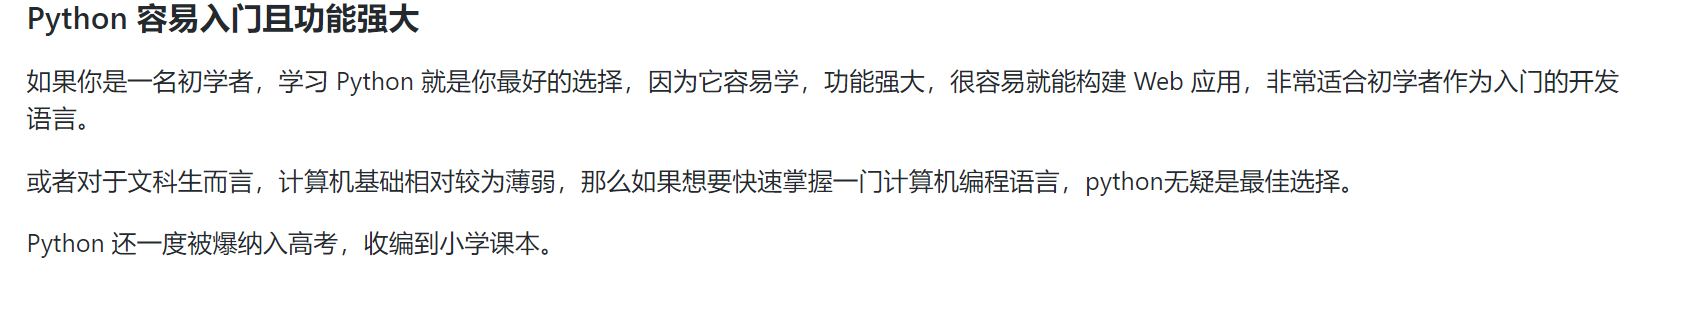 Python 容易入门且功能强大
如果你是一名初学者，学习 Python 就是你最好的选择，因为它容易学，功能强大，很容易就能构建 Web 应用，非常适合初学者作为入门的开发
语言。
或者对于文科生而言，计算机基础相对较为薄弱，那么如果想要快速掌握一门计算机编程语言，python无疑是最佳选择。
Python 还一度被爆纳入高考，收编到小学课本。